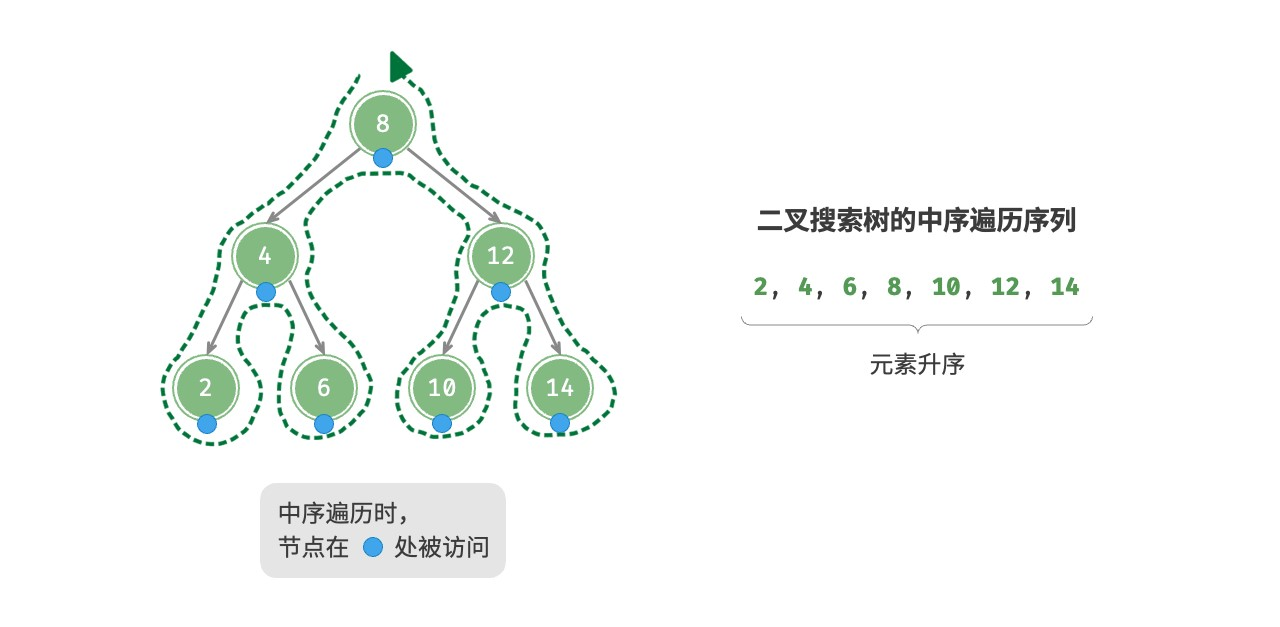 8
4
12
2
6
10
14
二叉搜索树的中序遍历序列
2, 4, 6, 8, 10, 12, 14
元素升序
中序遍历时，
节点在 处被访问